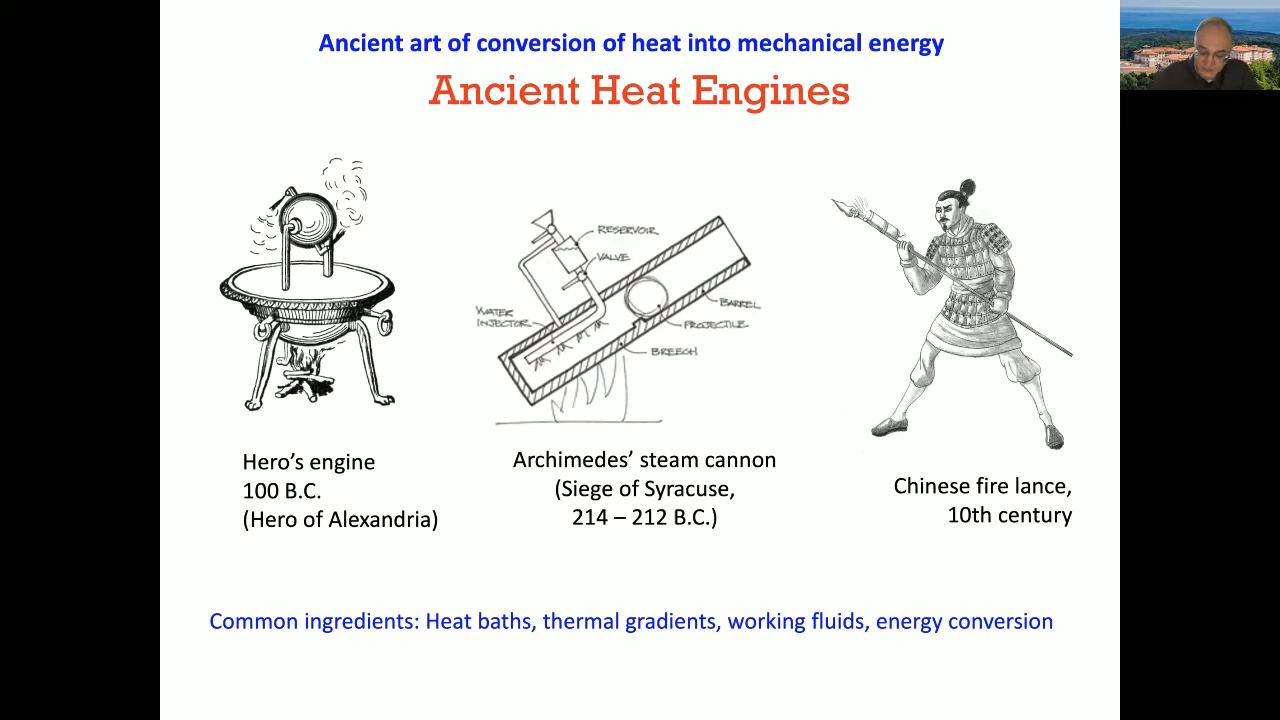 Ancient art of conversion of heat into mechanical energy
Ancient Heat Engines
RESERVOIR
VALVE
WATER
INJECTOR
BARREL
PROJECTILE
BREECH
Hero’s engine
100 B.C.
(Hero of Alexandria)
Archimedes’ steam cannon
(Siege of Syracuse,
214 – 212 B.C.)
Chinese fire lance,
10th century
Common ingredients: Heat baths, thermal gradients, working fluids, energy conversion